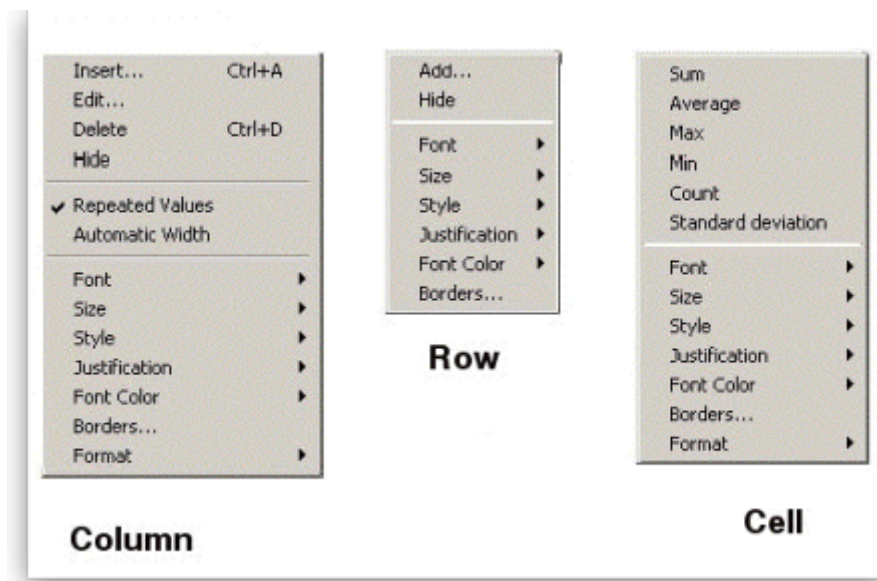 Insert... Ctrl+A
Edit...
Delete Ctrl+D
Hide
Repeated Values
Automatic Width
Font
Size
Style
Justification
Font Color
Borders...
Format
Column
Add...
Hide
Font
Size
Style
Justification
Font Color
Borders...
Row
Sum
Average
Max
Min
Count
Standard deviation
Font
Size
Style
Justification
Font Color
Borders...
Format
Cell